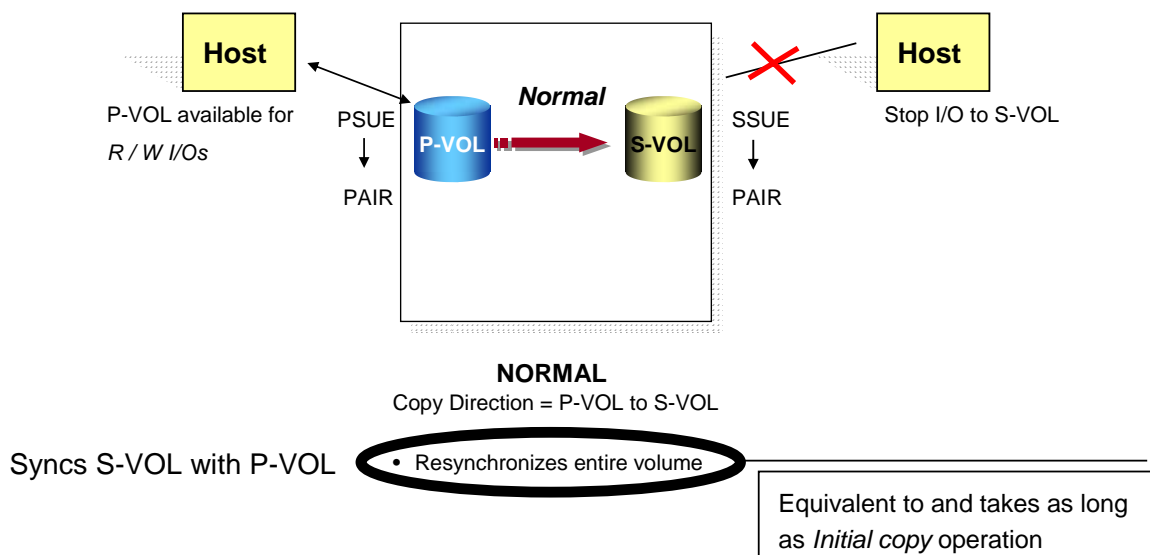 Host
P-VOL available for
R / W I/Os
PSUE
PAIR
Normal
P-VOL
S-VOL
SSUE
PAIR
Host
Stop I/O to S-VOL
NORMAL
Copy Direction = P-VOL to S-VOL
Syncs S-VOL with P-VOL
• Resynchronizes entire volume
Equivalent to and takes as long
as Initial copy operation